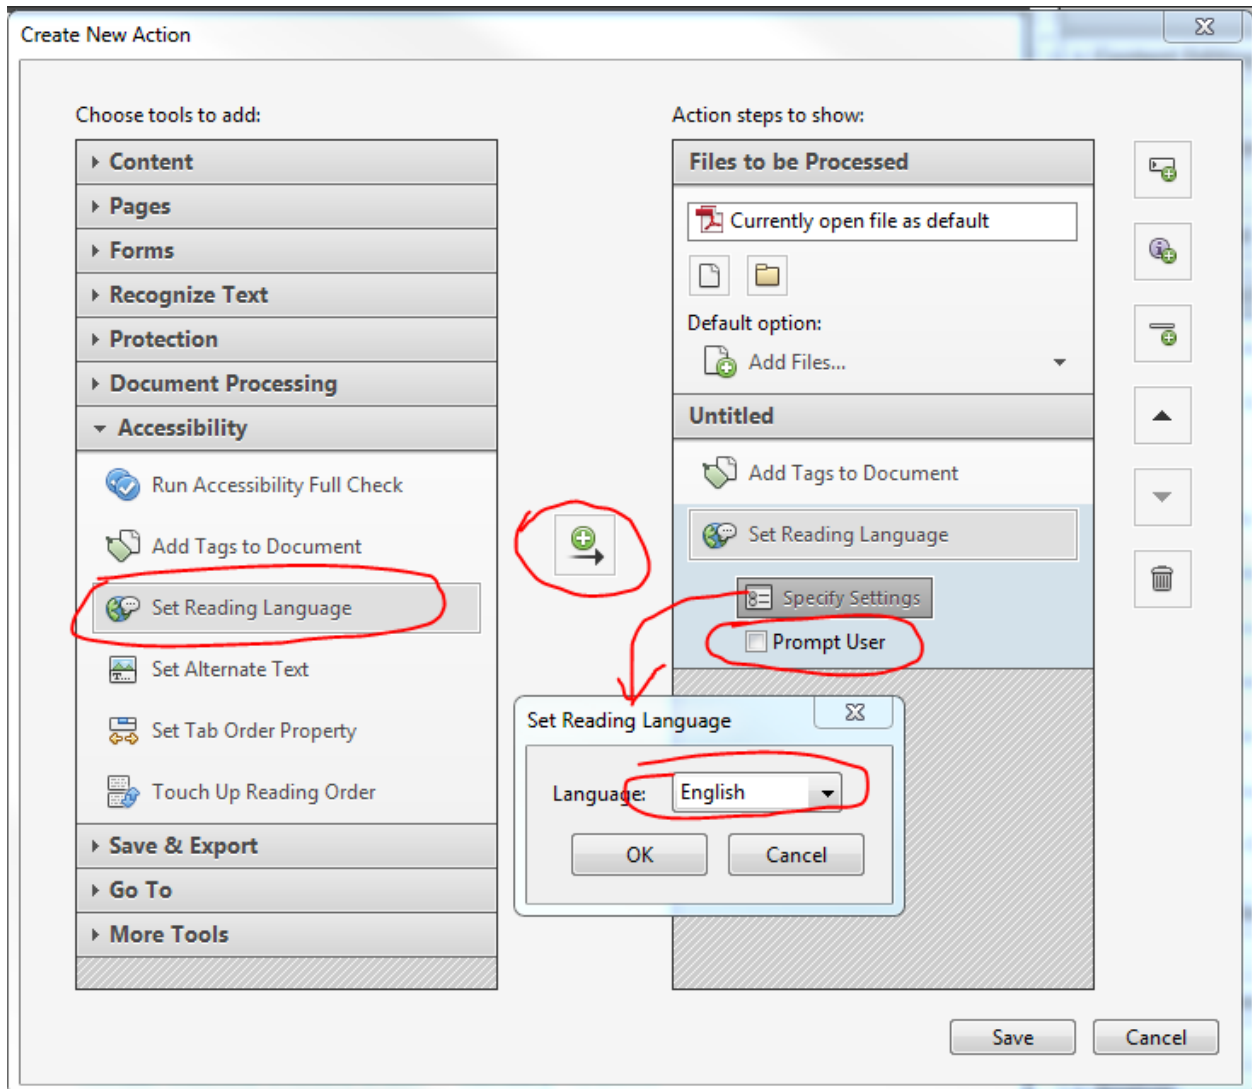 Create New Action
Choose tools to add:
Content
Pages
Forms
Recognize Text
Protection
Document Processing
Accessibility
Run Accessibility Full Check
Add Tags to Document
Set Reading Language
Set Alternate Text
Set Tab Order Property
Touch Up Reading Order
Save & Export
Go To
More Tools
Action steps to show:
Files to be Processed
Currently open file as default
Default option:
Add Files...
Untitled
Add Tags to Document
Set Reading Language
Specify Settings
Prompt User
Set Reading Language
Language: English
OK Cancel
Save Cancel